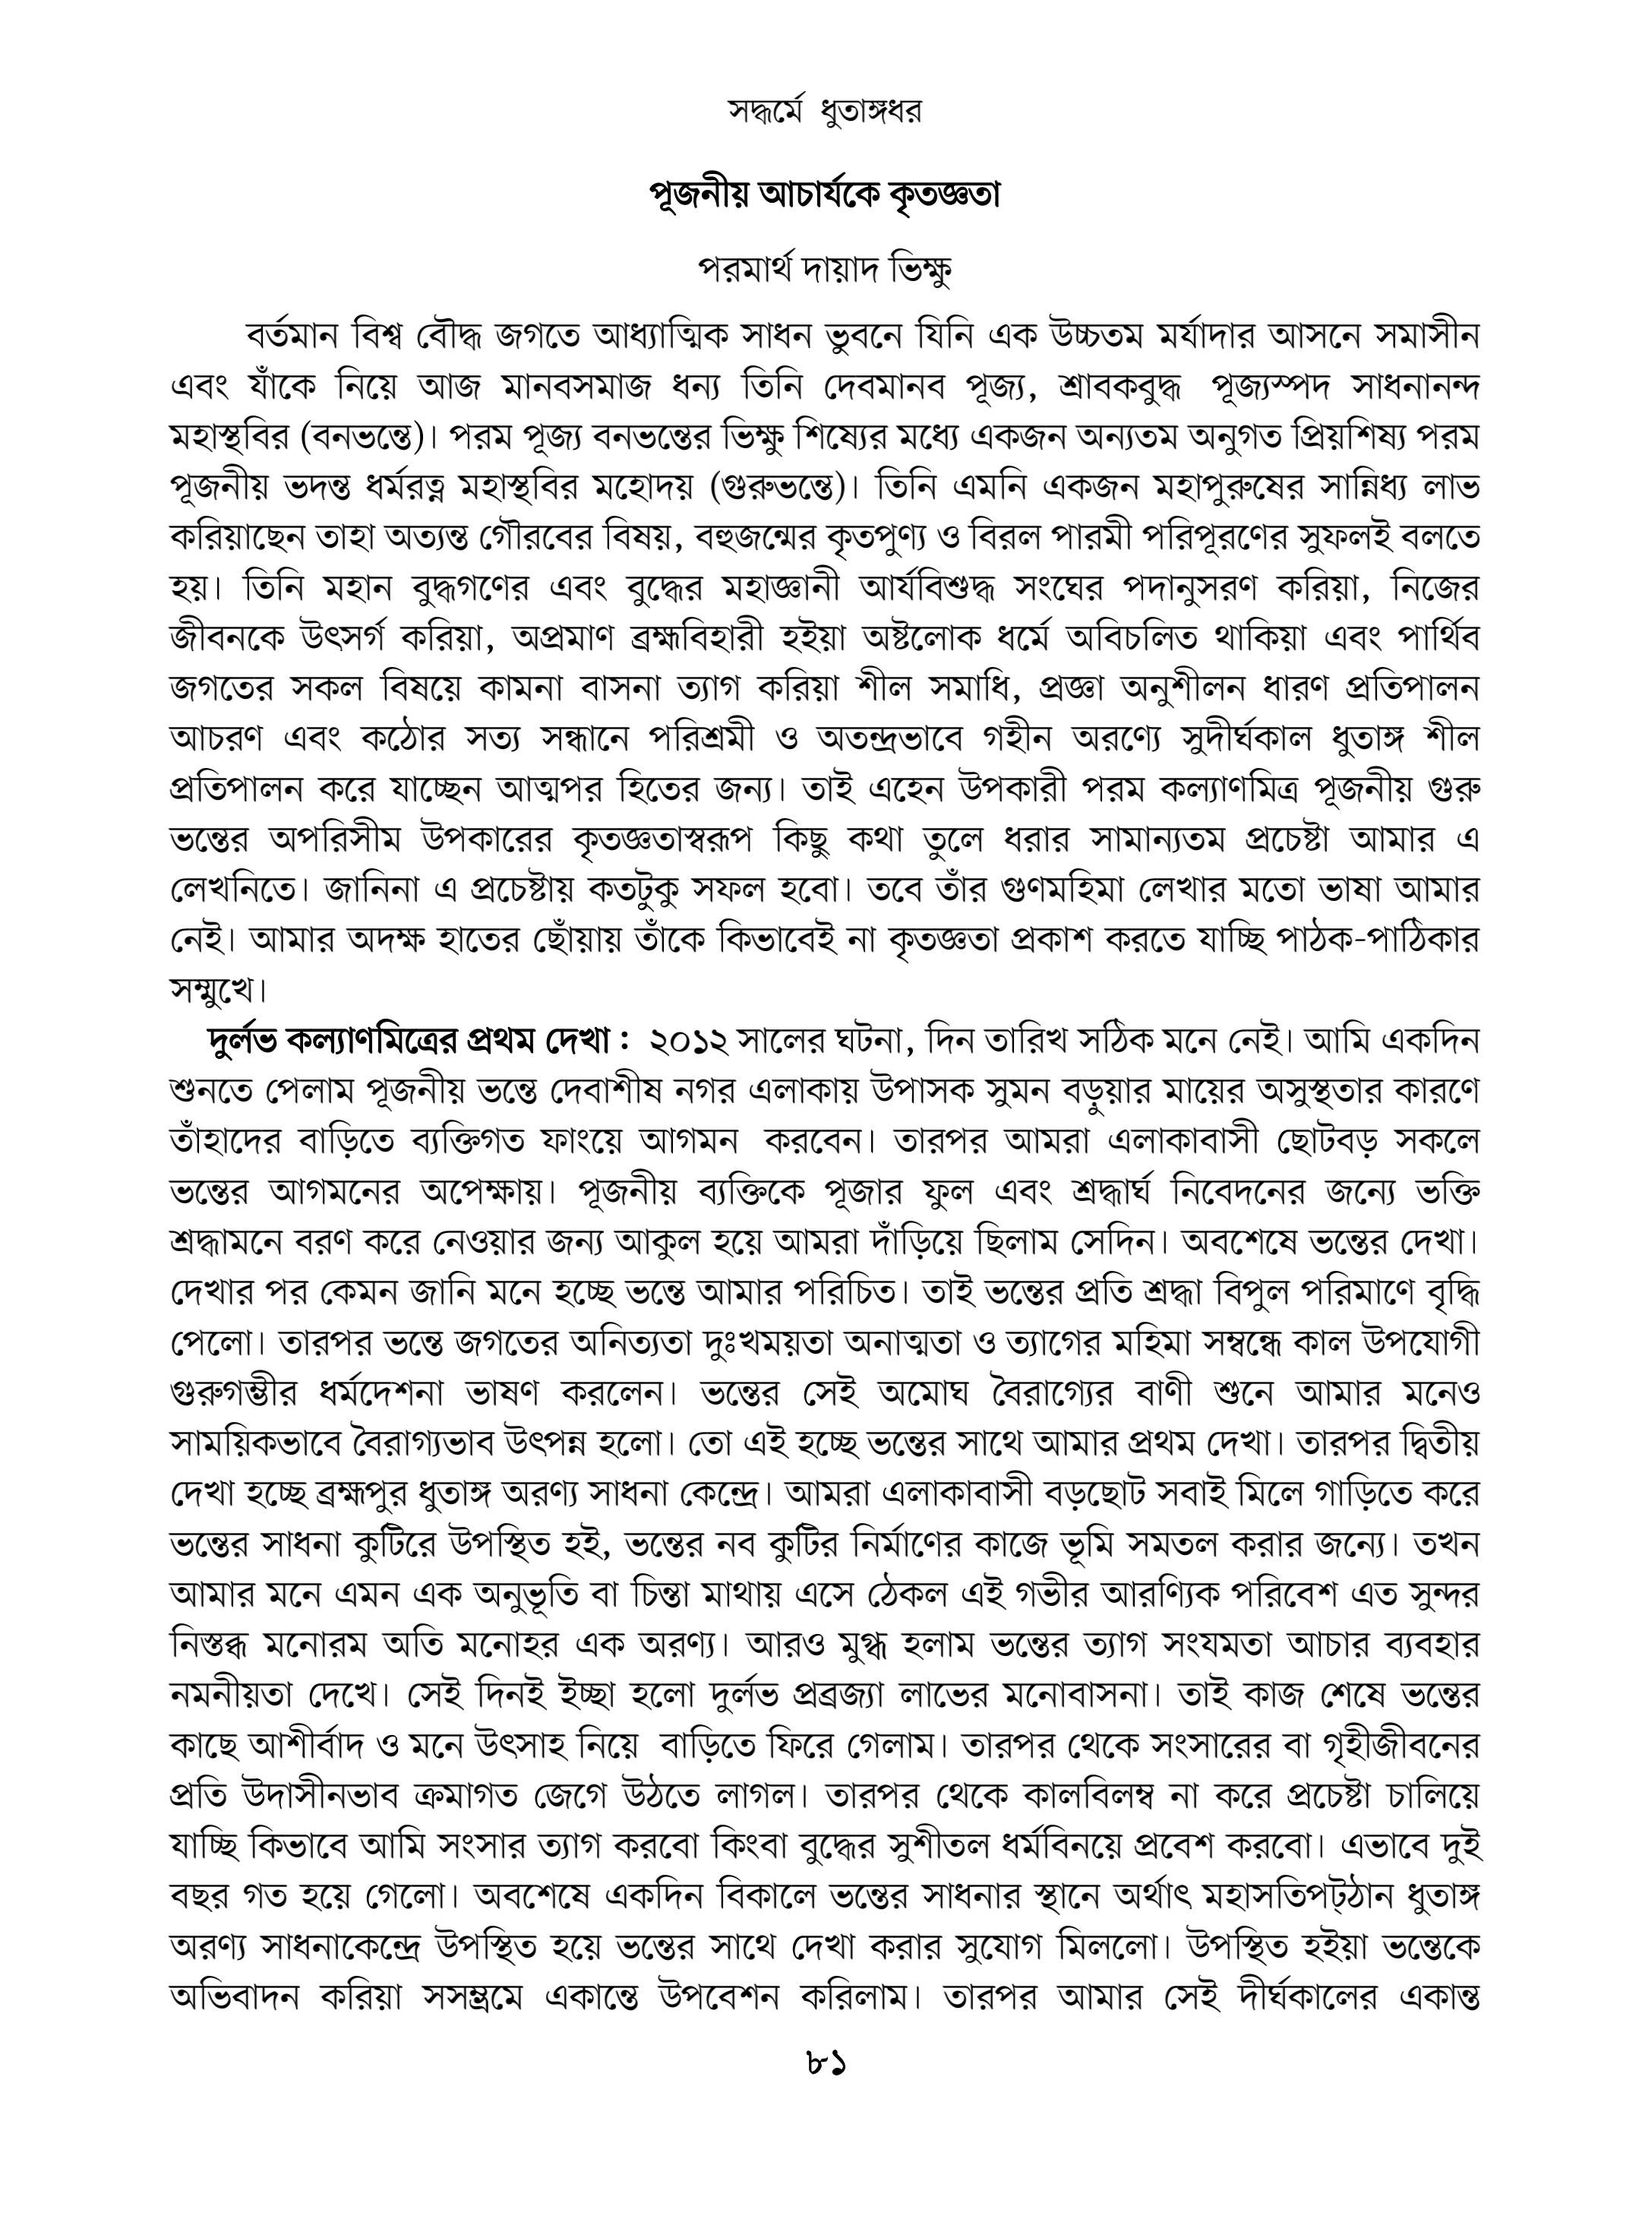 সদ্ধর্মে ধুতাঙ্গধর
পূজনীয় আচার্যকে কৃতজ্ঞতা
পরমার্থ দায়াদ ভিক্ষু
বর্তমান বিশ্ব বৌদ্ধ জগতে আধ্যাত্মিক সাধন ভুবনে যিনি এক উচ্চতম মর্যাদার আসনে সমাসীন
এবং যাঁকে নিয়ে আজ মানবসমাজ ধন্য তিনি দেবমানব পূজ্য, শ্রাবকবুদ্ধ পূজ্যস্পদ সাধনানন্দ
মহাস্থবির (বনভন্তে)। পরম পূজ্য বনভন্তের ভিক্ষু শিষ্যের মধ্যে একজন অন্যতম অনুগত প্রিয়শিষ্য পরম
পূজনীয় ভদন্ত ধর্মরত্ন মহাস্থবির মহোদয় (গুরুভন্তে)। তিনি এমনি একজন মহাপুরুষের সান্নিধ্য লাভ
করিয়াছেন তাহা অত্যন্ত গৌরবের বিষয়, বহুজন্মের কৃতপুণ্য ও বিরল পারমী পরিপূরণের সুফলই বলতে
হয়। তিনি মহান বুদ্ধগণের এবং বুদ্ধের মহাজ্ঞানী আর্যবিশুদ্ধ সংঘের পদানুসরণ করিয়া, নিজের
জীবনকে উৎসর্গ করিয়া, অপ্রমাণ ব্রহ্মবিহারী হইয়া অষ্টলোক ধর্মে অবিচলিত থাকিয়া এবং পার্থিব
জগতের সকল বিষয়ে কামনা বাসনা ত্যাগ করিয়া শীল সমাধি, প্রজ্ঞা অনুশীলন ধারণ প্রতিপালন
আচরণ এবং কঠোর সত্য সন্ধানে পরিশ্রমী ও অতন্দ্রভাবে গহীন অরণ্যে সুদীর্ঘকাল ধুতাঙ্গ শীল
প্রতিপালন করে যাচ্ছেন আত্মপর হিতের জন্য। তাই এহেন উপকারী পরম কল্যাণমিত্র পূজনীয় গুরু
ভন্তের অপরিসীম উপকারের কৃতজ্ঞতাস্বরূপ কিছু কথা তুলে ধরার সামান্যতম প্রচেষ্টা আমার এ
লেখনিতে। জানিনা এ প্রচেষ্টায় কতটুকু সফল হবো। তবে তাঁর গুণমহিমা লেখার মতো ভাষা আমার
নেই। আমার অদক্ষ হাতের ছোঁয়ায় তাঁকে কিভাবেই না কৃতজ্ঞতা প্রকাশ করতে যাচ্ছি পাঠক-পাঠিকার
সম্মুখে।
দুর্লভ কল্যাণমিত্রের প্রথম দেখা : ২০১২ সালের ঘটনা, দিন তারিখ সঠিক মনে নেই। আমি একদিন
শুনতে পেলাম পূজনীয় ভন্তে দেবাশীষ নগর এলাকায় উপাসক সুমন বড়ুয়ার মায়ের অসুস্থতার কারণে
তাঁহাদের বাড়িতে ব্যক্তিগত ফাংয়ে আগমন করবেন। তারপর আমরা এলাকাবাসী ছোটবড় সকলে
ভন্তের আগমনের অপেক্ষায়। পূজনীয় ব্যক্তিকে পূজার ফুল এবং শ্রদ্ধার্ঘ নিবেদনের জন্যে ভক্তি
শ্রদ্ধামনে বরণ করে নেওয়ার জন্য আকুল হয়ে আমরা দাঁড়িয়ে ছিলাম সেদিন। অবশেষে ভন্তের দেখা।
দেখার পর কেমন জানি মনে হচ্ছে ভন্তে আমার পরিচিত। তাই ভন্তের প্রতি শ্রদ্ধা বিপুল পরিমাণে বৃদ্ধি
পেলো। তারপর ভন্তে জগতের অনিত্যতা দুঃখময়তা অনাত্মতা ও ত্যাগের মহিমা সম্বন্ধে কাল উপযোগী
গুরুগম্ভীর ধর্মদেশনা ভাষণ করলেন। ভন্তের সেই অমোঘ বৈরাগ্যের বাণী শুনে আমার মনেও
সাময়িকভাবে বৈরাগ্যভাব উৎপন্ন হলো। তো এই হচ্ছে ভন্তের সাথে আমার প্রথম দেখা। তারপর দ্বিতীয়
দেখা হচ্ছে ব্রহ্মপুর ধুতাঙ্গ অরণ্য সাধনা কেন্দ্রে। আমরা এলাকাবাসী বড়ছোট সবাই মিলে গাড়িতে করে
ভন্তের সাধনা কুটিরে উপস্থিত হই, ভন্তের নব কুটির নির্মাণের কাজে ভূমি সমতল করার জন্যে। তখন
আমার মনে এমন এক অনুভূতি বা চিন্তা মাথায় এসে ঠেকল এই গভীর আরণ্যিক পরিবেশ এত সুন্দর
নিস্তব্ধ মনোরম অতি মনোহর এক অরণ্য। আরও মুগ্ধ হলাম ভন্তের ত্যাগ সংযমতা আচার ব্যবহার
নমনীয়তা দেখে। সেই দিনই ইচ্ছা হলো দুর্লভ প্রব্রজ্যা লাভের মনোবাসনা। তাই কাজ শেষে ভন্তের
কাছে আশীর্বাদ ও মনে উৎসাহ নিয়ে বাড়িতে ফিরে গেলাম। তারপর থেকে সংসারের বা গৃহীজীবনের
প্রতি উদাসীনভাব ক্রমাগত জেগে উঠতে লাগল। তারপর থেকে কালবিলম্ব না করে প্রচেষ্টা চালিয়ে
যাচ্ছি কিভাবে আমি সংসার ত্যাগ করবো কিংবা বুদ্ধের সুশীতল ধর্মবিনয়ে প্রবেশ করবো। এভাবে দুই
বছর গত হয়ে গেলো। অবশেষে একদিন বিকালে ভন্তের সাধনার স্থানে অর্থাৎ মহাসতিপট্‌ঠান ধুতাঙ্গ
অরণ্য সাধনাকেন্দ্রে উপস্থিত হয়ে ভন্তের সাথে দেখা করার সুযোগ মিললো। উপস্থিত হইয়া ভন্তেকে
অভিবাদন করিয়া সসম্ভ্রমে একান্তে উপবেশন করিলাম। তারপর আমার সেই দীর্ঘকালের একান্ত
৮১